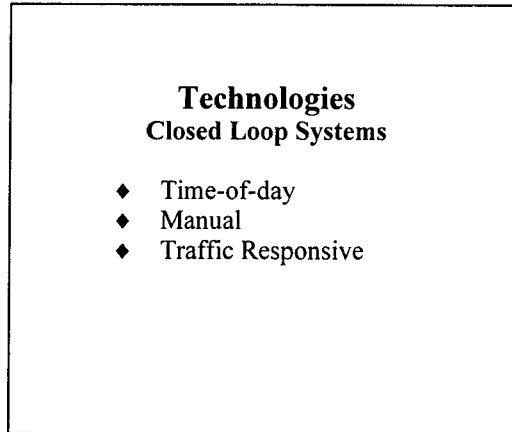 Technologies
Closed Loop Systems
♦ Time-of-day
♦ Manual
♦ Traffic Responsive